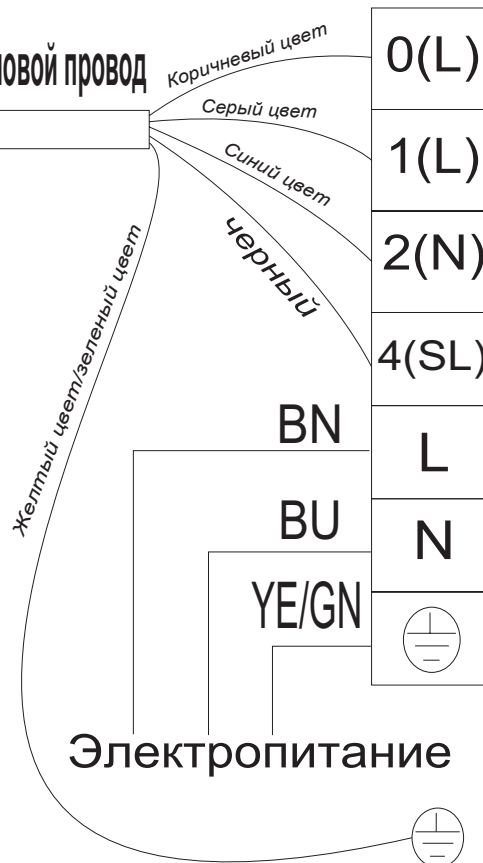 провод
Коричневый цвет
0(L)
Серый цвет
1(L)
Синий цвет
2(N)
черный
4(SL)
Желтый цвет/зеленый цвет
BN
L
BU
N
YE/GN
Электропитание